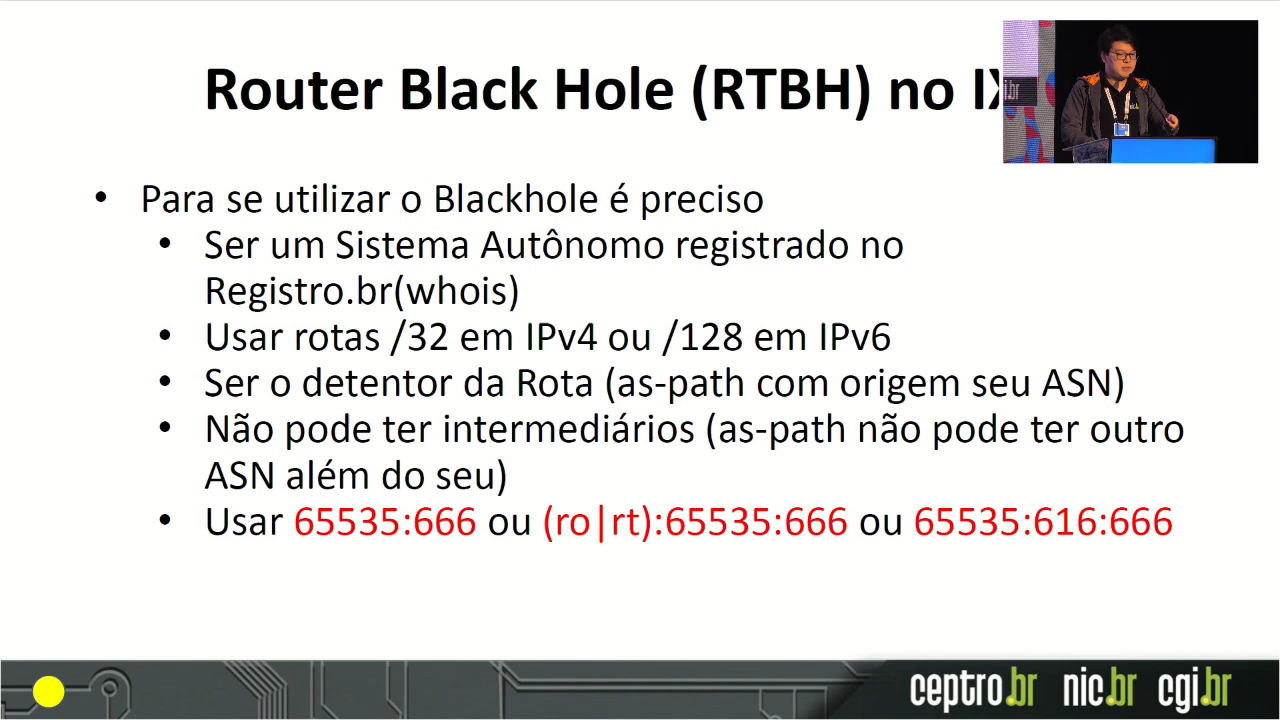 Router Black Hole (RTBH) no IX
• Para se utilizar o Blackhole é preciso
• Ser um Sistema Autônomo registrado no
Registro.br(whois)
• Usar rotas /32 em IPv4 ou /128 em IPv6
• Ser o detentor da Rota (as-path com origem seu ASN)
• Não pode ter intermediários (as-path não pode ter outro
ASN além do seu)
• Usar 65535:666 ou (ro|rt):65535:666 ou 65535:616:666
ceptro.br nic.br cgi.br